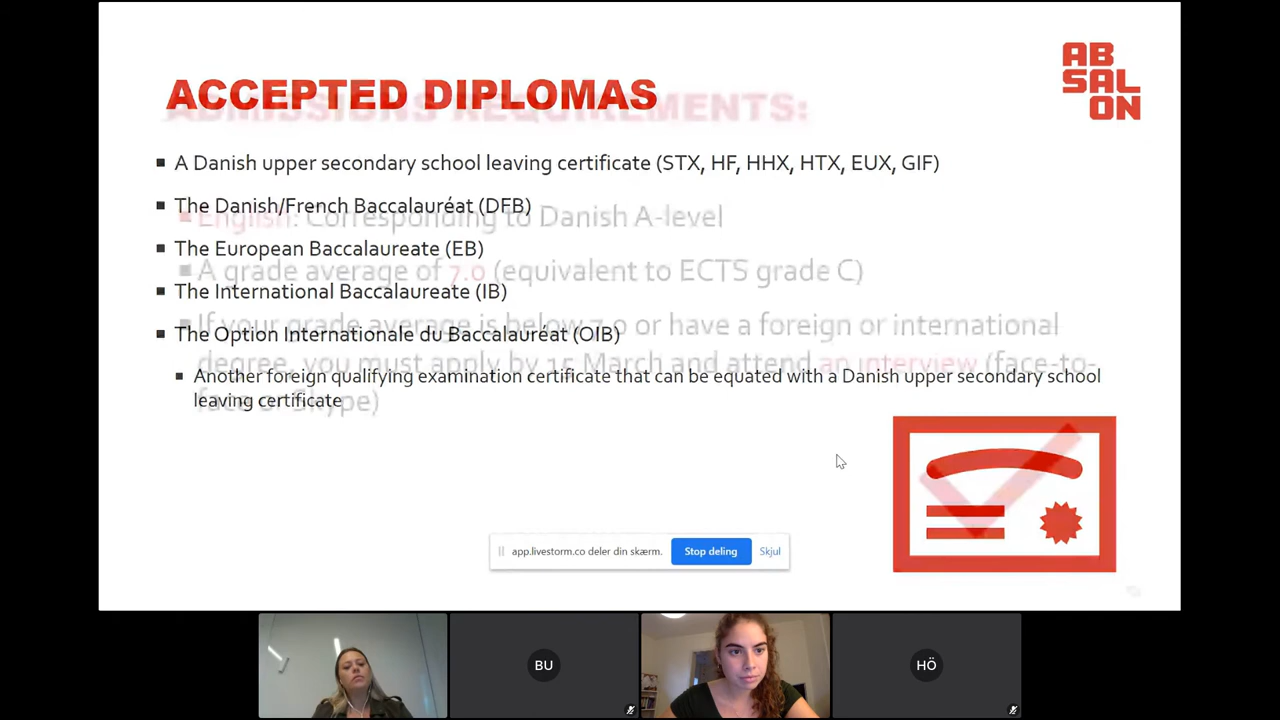 ACCEPTED DIPLOMAS
ADMISSIONS REQUIREMENTS:
AB
SAL
ON
▪ A Danish upper secondary school leaving certificate (STX, HF, HHX, HTX, EUX, GIF)
▪ The Danish/French Baccalauréat (DFB)
▪ English: Corresponding to Danish A-level
▪ The European Baccalaureate (EB)
▪ A grade average of 7.0 (equivalent to ECTS grade C)
▪ The International Baccalaureate (IB)
▪ If your grade average is below 7.0 or have a foreign or international
▪ The Option Internationale du Baccalauréat (OIB)
degree, you must apply by 15 March and attend an interview (face-to-
▪ Another foreign qualifying examination certificate that can be equated with a Danish upper secondary school
leaving certificate
face or Skype)
app.livestorm.co deler din skærm.
Stop deling
Skjul
BU
HÖ